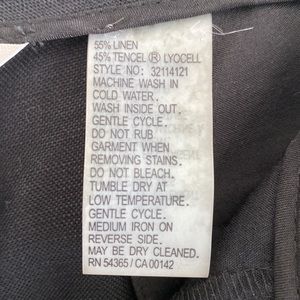 55% LINEN
45% TENCEL ® LYOCELL
STYLE NO: 32114121
MACHINE WASH IN
COLD WATER.
WASH INSIDE OUT.
GENTLE CYCLE.
DO NOT RUB
GARMENT WHEN
REMOVING STAINS.
DO NOT BLEACH.
TUMBLE DRY AT
LOW TEMPERATURE.
GENTLE CYCLE.
MEDIUM IRON ON
REVERSE SIDE.
MAY BE DRY CLEANED.
RN 54365 / CA 00142